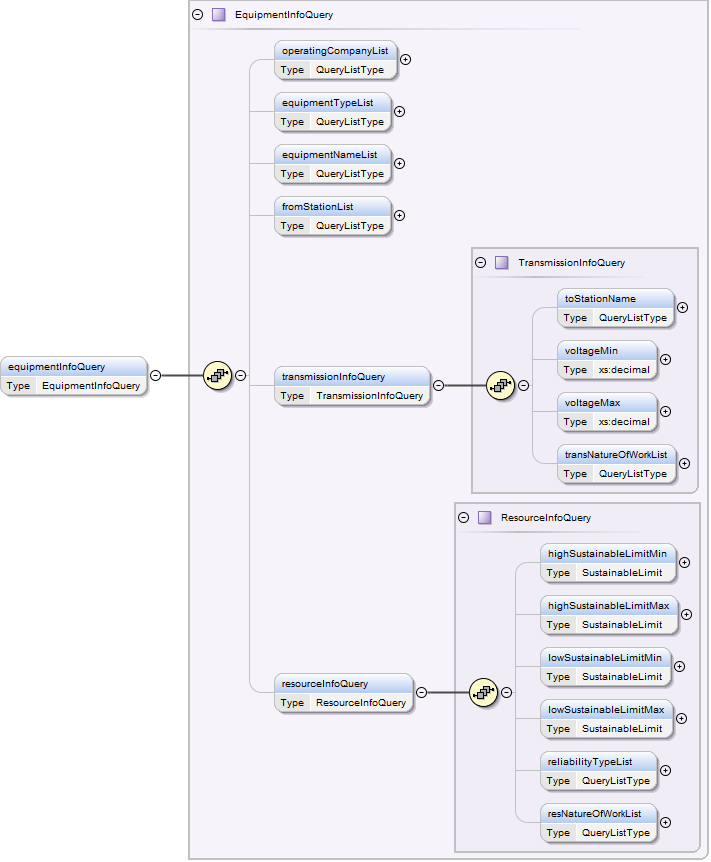 EquipmentInfoQuery
operatingCompanyList
Type QueryListType
equipmentTypeList
Type QueryListType
equipmentNameList
Type QueryListType
fromStationList
Type QueryListType
TransmissionInfoQuery
toStationName
Type QueryListType
voltageMin
Type xs:decimal
equipmentInfoQuery
Type EquipmentInfoQuery
transmissionInfoQuery
Type TransmissionInfoQuery
voltageMax
Type xs:decimal
transNatureOfWorkList
Type QueryListType
ResourceInfoQuery
highSustainableLimitMin
Type SustainableLimit
highSustainableLimitMax
Type SustainableLimit
lowSustainableLimitMin
Type SustainableLimit
resourceInfoQuery
Type ResourceInfoQuery
lowSustainableLimitMax
Type SustainableLimit
reliabilityTypeList
Type QueryListType
resNatureOfWorkList
Type QueryListType